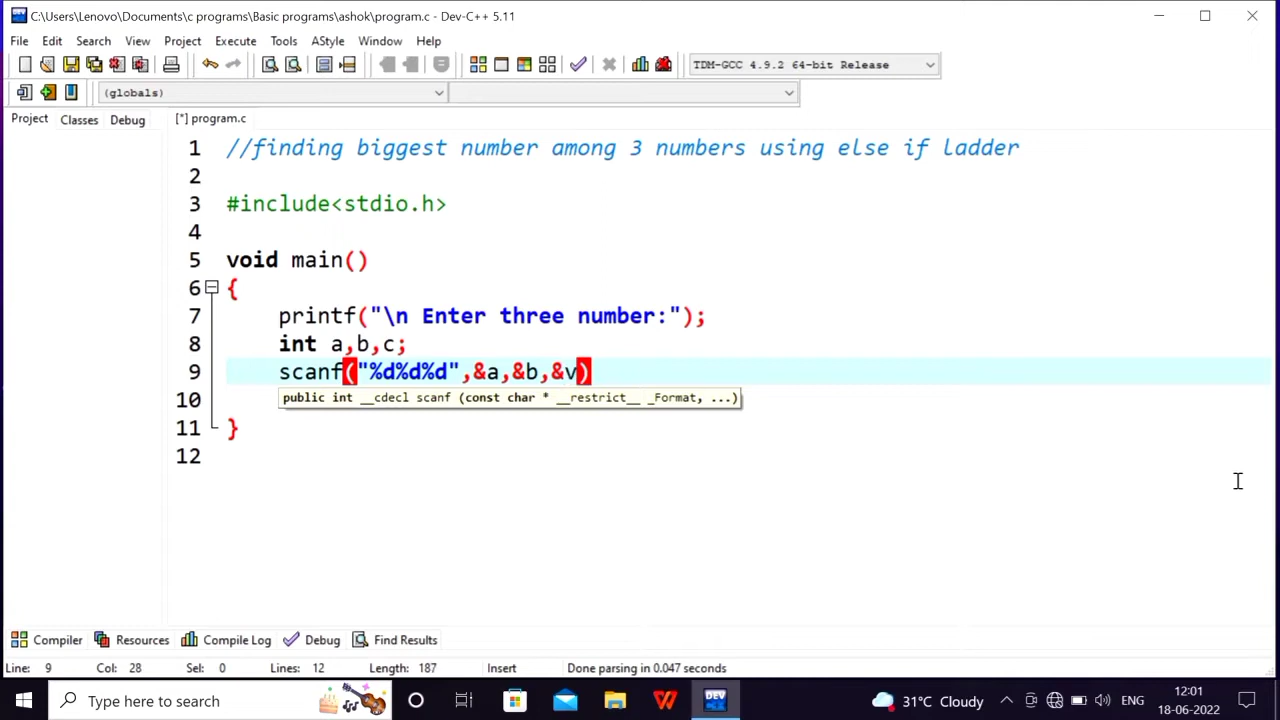 C:\Users\Lenovo\Documents\c programs\Basic programs\ashok\program.c - Dev-C++ 5.11
File Edit Search View Project Execute Tools AStyle Window Help
TDM-GCC 4.9.2 64-bit Release
(globals)
Project Classes Debug [*] program.c
1 //finding biggest number among 3 numbers using else if ladder
2
3 #include<stdio.h>
4
5 void main()
6 {
7 printf("\n Enter three number:");
8 int a,b,c;
9 scanf("%d%d%d",&a,&b,&v)
public int __cdecl scanf (const char * __restrict__ _Format, ...)
10
11 }
12
Compiler Resources Compile Log Debug Find Results
Line: 9 Col: 28 Sel: 0 Lines: 12 Length: 187 Insert Done parsing in 0.047 seconds
Type here to search DEV 31°C Cloudy ENG 12:01
18-06-2022